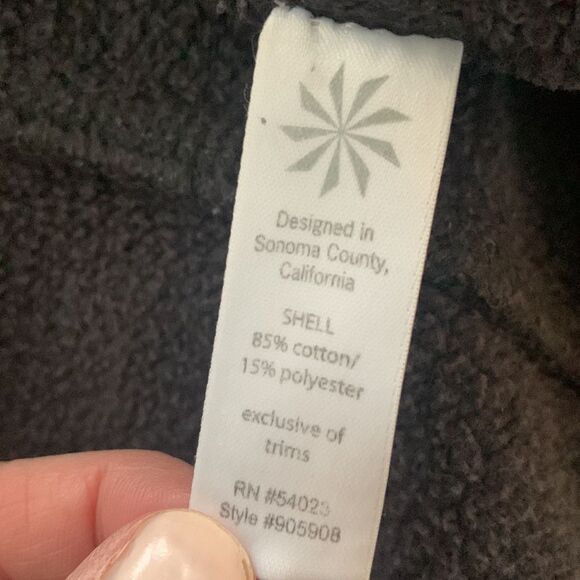 Designed in
Sonoma County,
California
SHELL
85% cotton/
15% polyester
exclusive of
trims
RN #54023
Style #905908